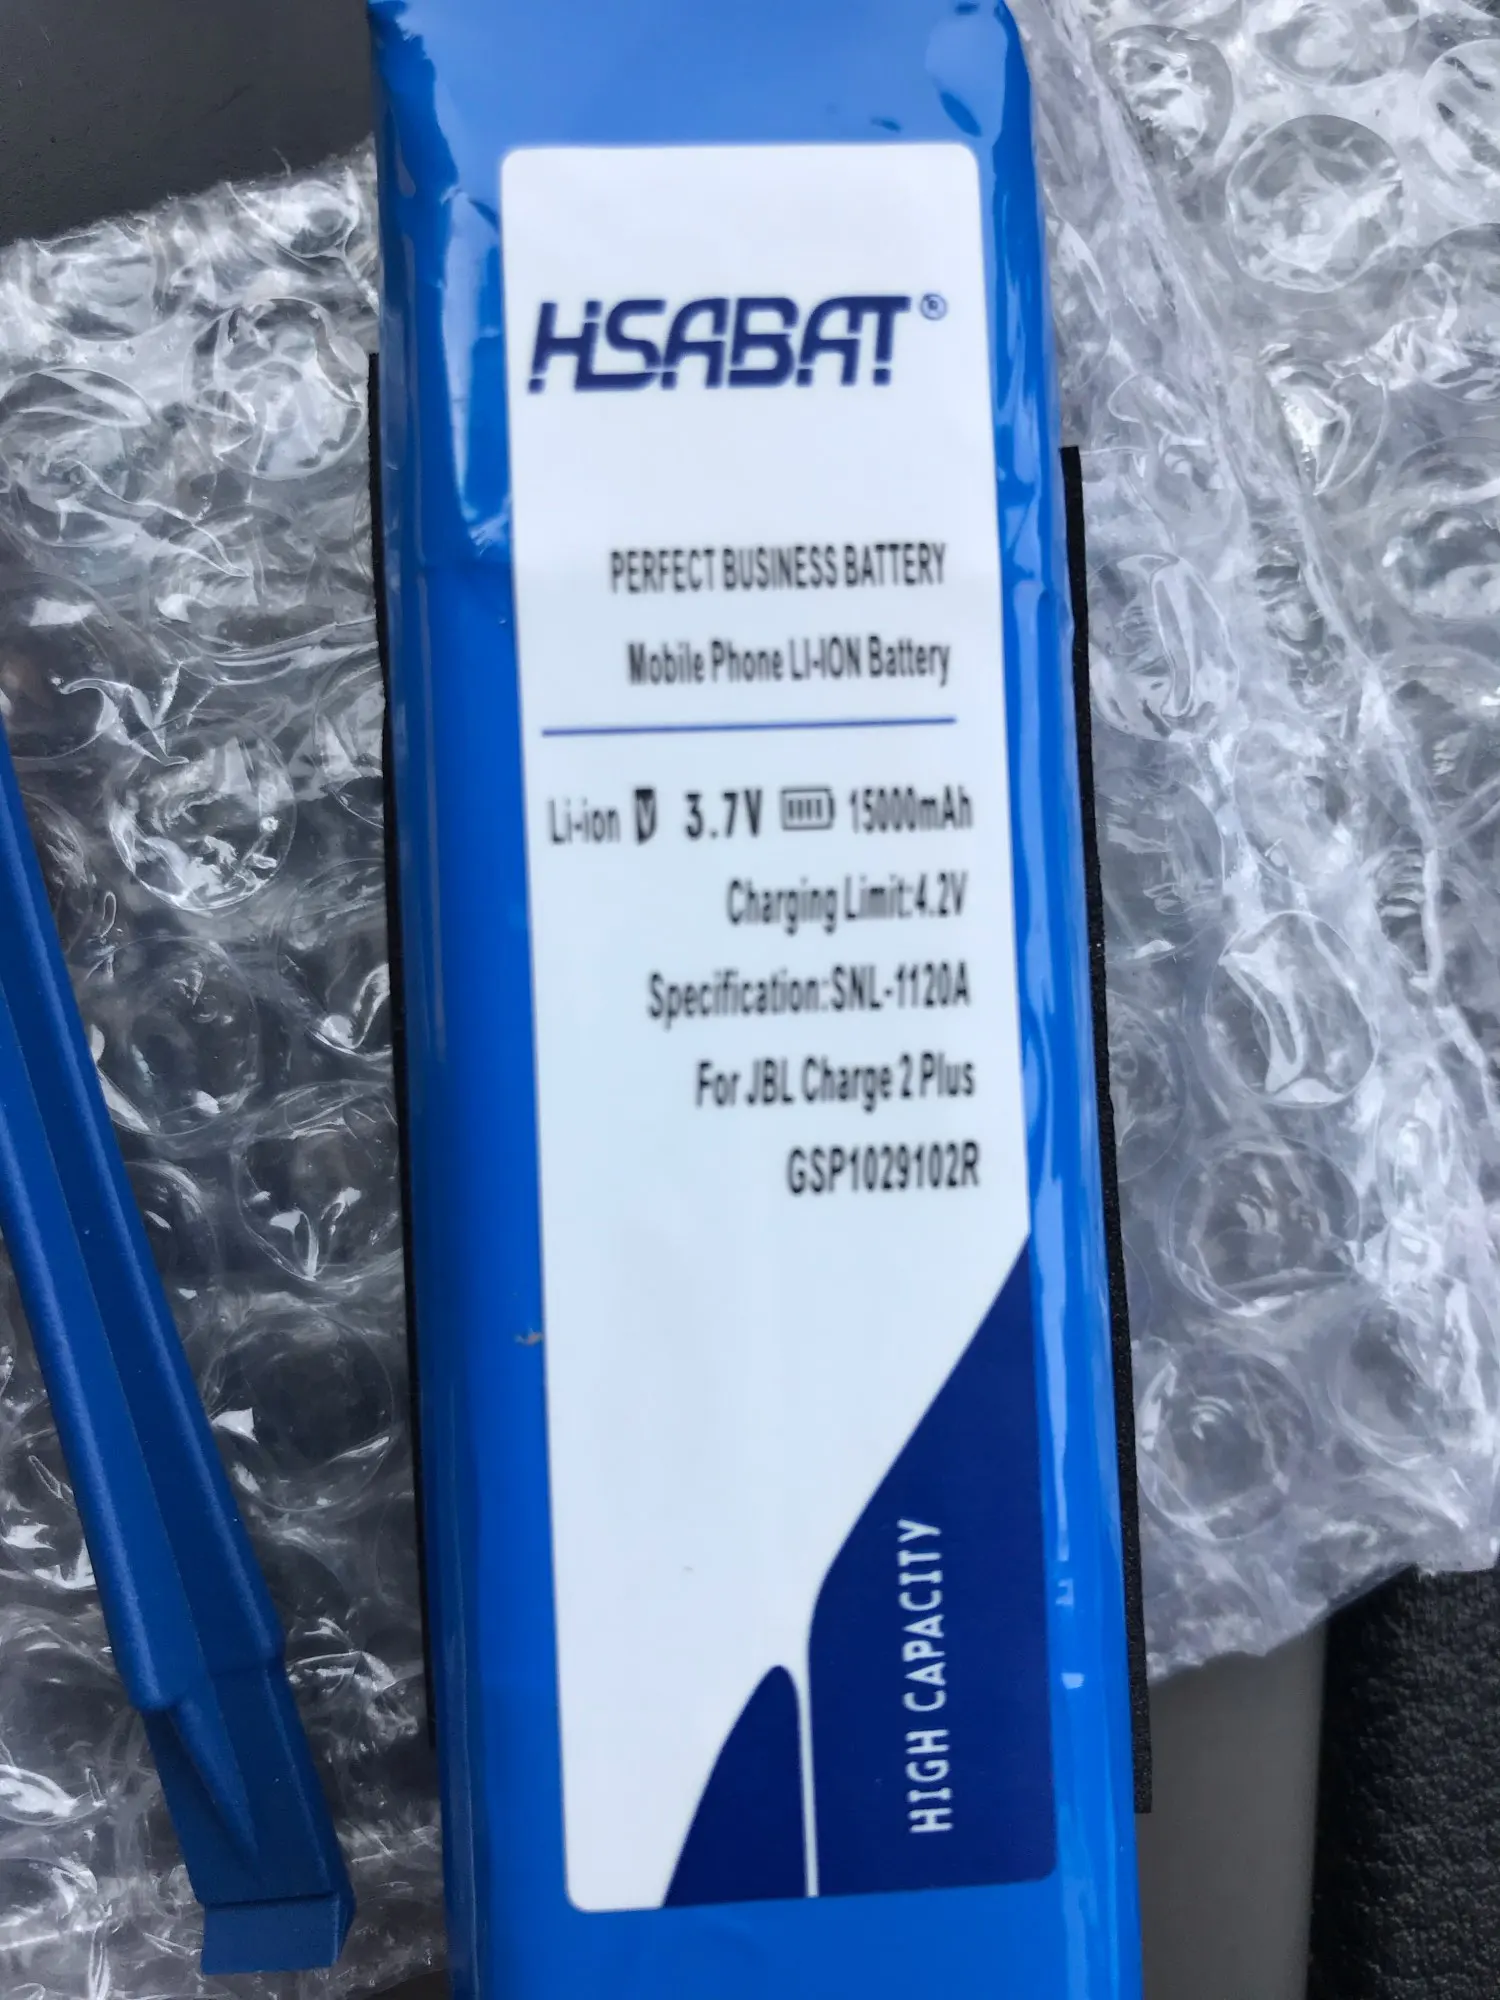 HSABAT®
PERFECT BUSINESS BATTERY
Mobile Phone LI-ION Battery
Li-ion V 3.7V 15000mAh
Charging Limit:4.2V
Specification:SNL-1120A
For JBL Charge 2 Plus
GSP1029102R
HIGH CAPACITY